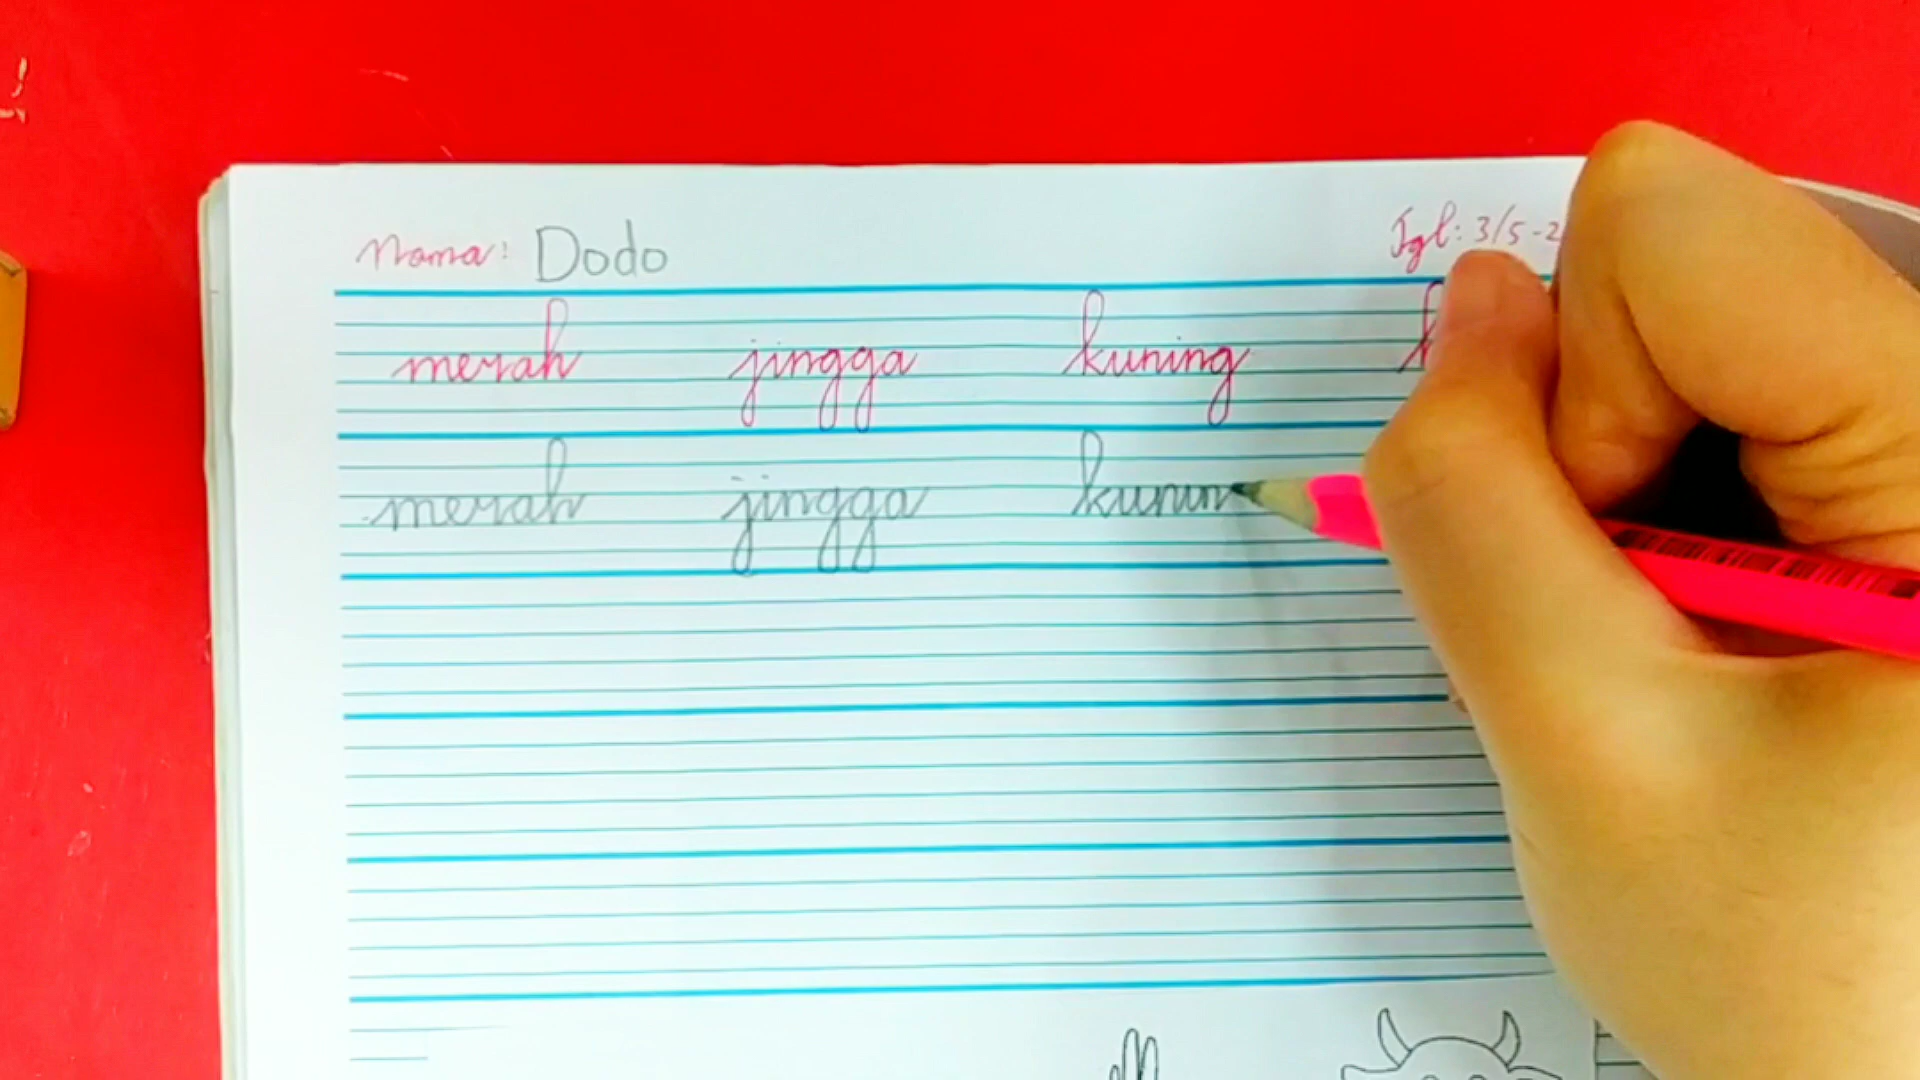 Nama: Dodo Tgl: 3/5-2
merah jingga kuning
merah jingga kunin